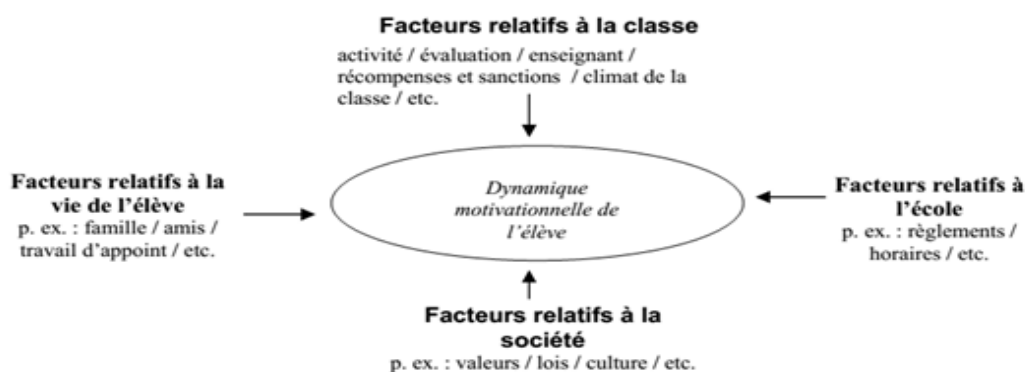 Facteurs relatifs à la classe
activité / évaluation / enseignant /
récompenses et sanctions / climat de la
classe / etc.
Facteurs relatifs à la
vie de l'élève
p. ex. : famille / amis /
travail d'appoint / etc.
Dynamique
motivationnelle de
l'élève
Facteurs relatifs à
l'école
p. ex. : règlements /
horaires / etc.
Facteurs relatifs à la
société
p. ex. : valeurs / lois / culture / etc.